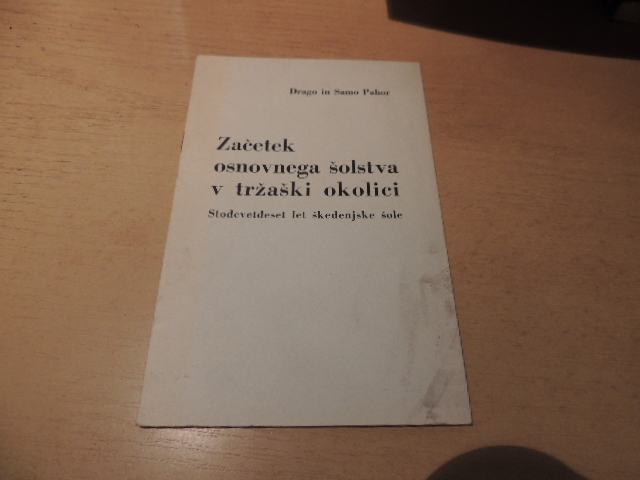 Drago in Samo Pahor
Začetek
osnovnega šolstva
v tržaški okolici
Stodevetdeset let škedenjske šole